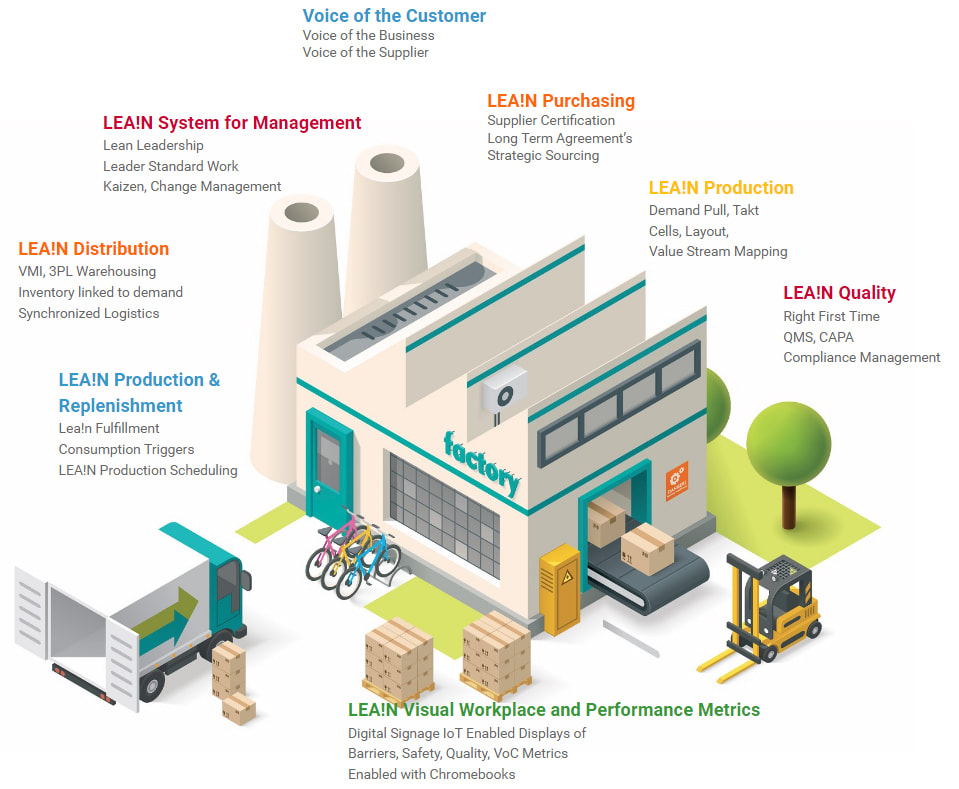 Voice of the Customer
Voice of the Business
Voice of the Supplier
LEA!N Purchasing
Supplier Certification
Long Term Agreement's
Strategic Sourcing
LEA!N System for Management
Lean Leadership
Leader Standard Work
Kaizen, Change Management
LEA!N Production
Demand Pull, Takt
Cells, Layout,
Value Stream Mapping
LEA!N Distribution
VMI, 3PL Warehousing
Inventory linked to demand
Synchronized Logistics
LEA!N Quality
Right First Time
QMS, CAPA
Compliance Management
LEA!N Production &
Replenishment
Lea!n Fulfillment
Consumption Triggers
LEA!N Production Scheduling
factory
DANGER!
LEA!N Visual Workplace and Performance Metrics
Digital Signage IoT Enabled Displays of
Barriers, Safety, Quality, VoC Metrics
Enabled with Chromebooks